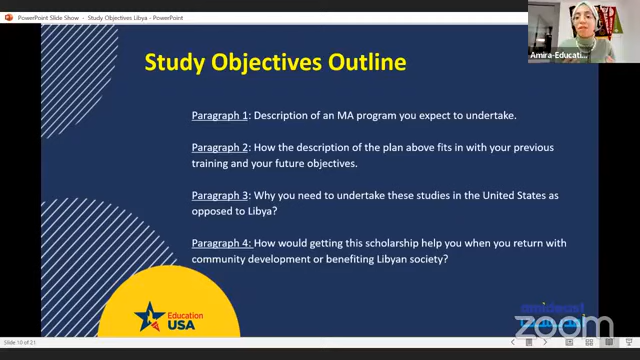 PowerPoint Slide Show - Study Objectives Libya - PowerPoint
Amira-Educati...
Study Objectives Outline
Paragraph 1: Description of an MA program you expect to undertake.
Paragraph 2: How the description of the plan above fits in with your previous
training and your future objectives.
Paragraph 3: Why you need to undertake these studies in the United States as
opposed to Libya?
Paragraph 4: How would getting this scholarship help you when you return with
community development or benefiting Libyan society?
Education
USA
zoom
Slide 10 of 21